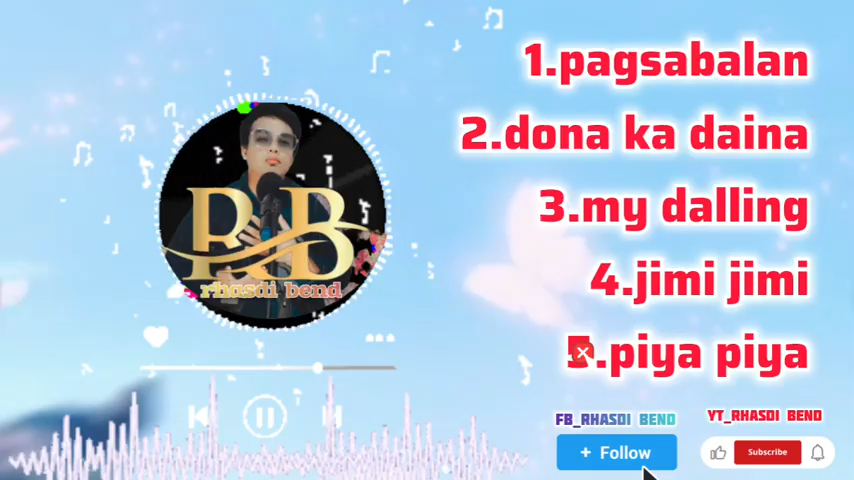 1.pagsabalan
2.dona ka daina
3.my dalling
4.jimi jimi
5.piya piya
RB
rhasdi bend
FB_RHASDI BEND
YT_RHASDI BEND
+ Follow
Subscribe